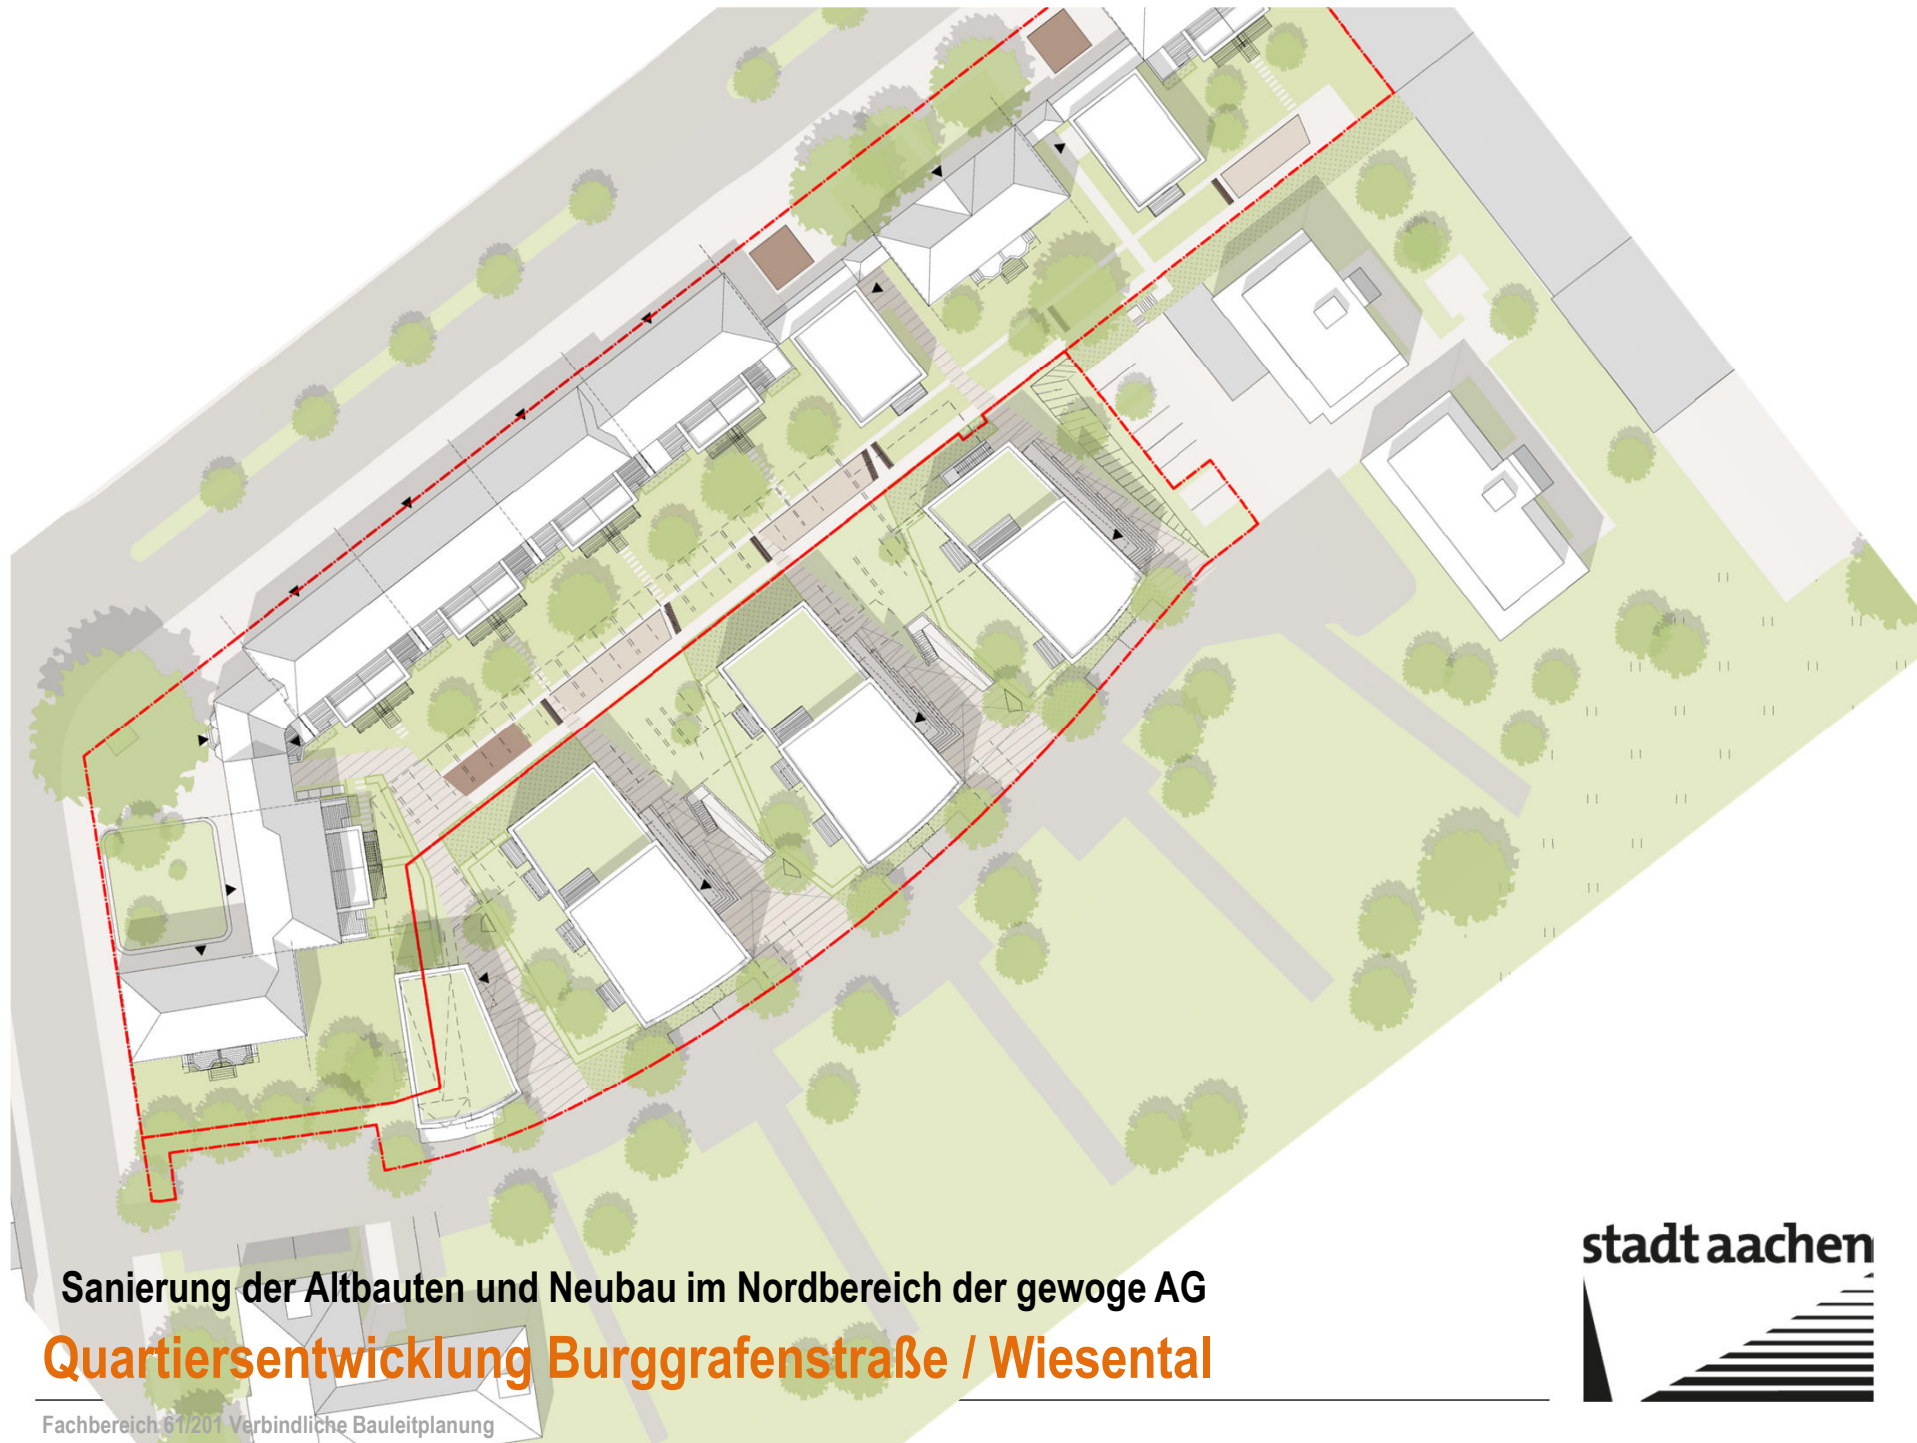 stadt aachen
Sanierung der Altbauten und Neubau im Nordbereich der gewoge AG
Quartiersentwicklung Burggrafenstraße / Wiesental
Fachbereich 61/201 Verbindliche Bauleitplanung